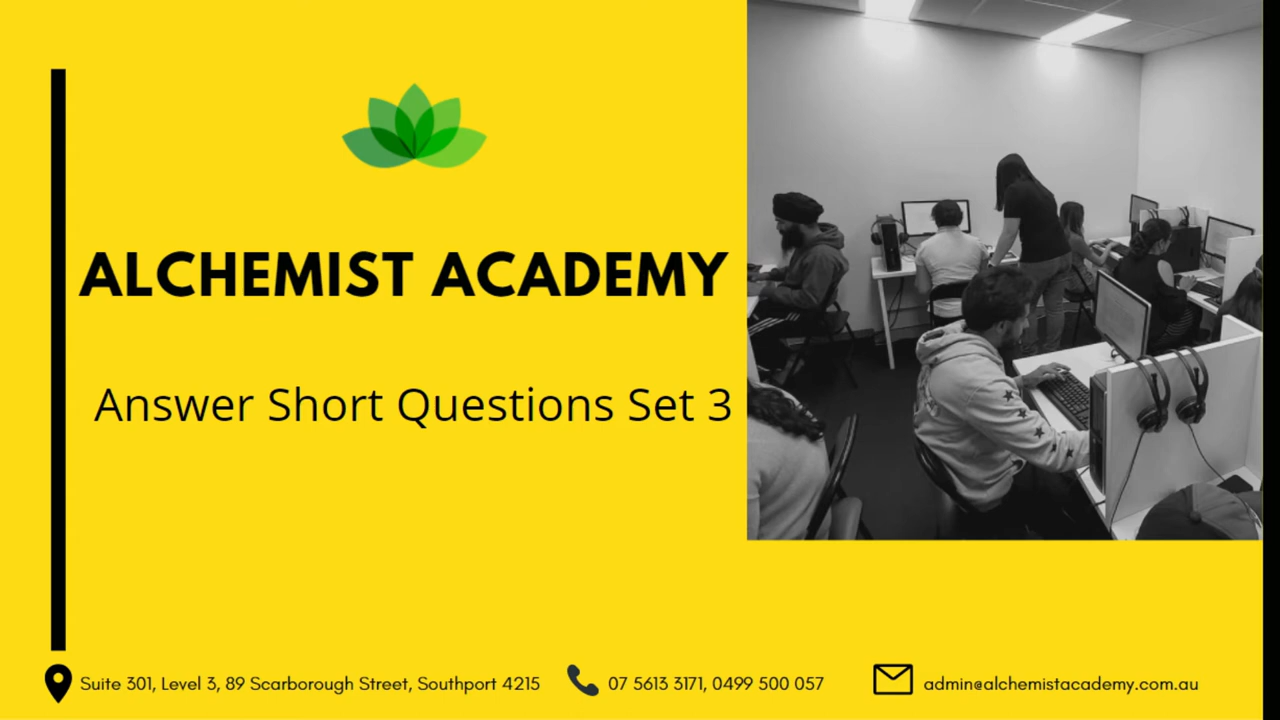 ALCHEMIST ACADEMY
Answer Short Questions Set 3
Suite 301, Level 3, 89 Scarborough Street, Southport 4215
07 5613 3171, 0499 500 057
admin@alchemistacademy.com.au